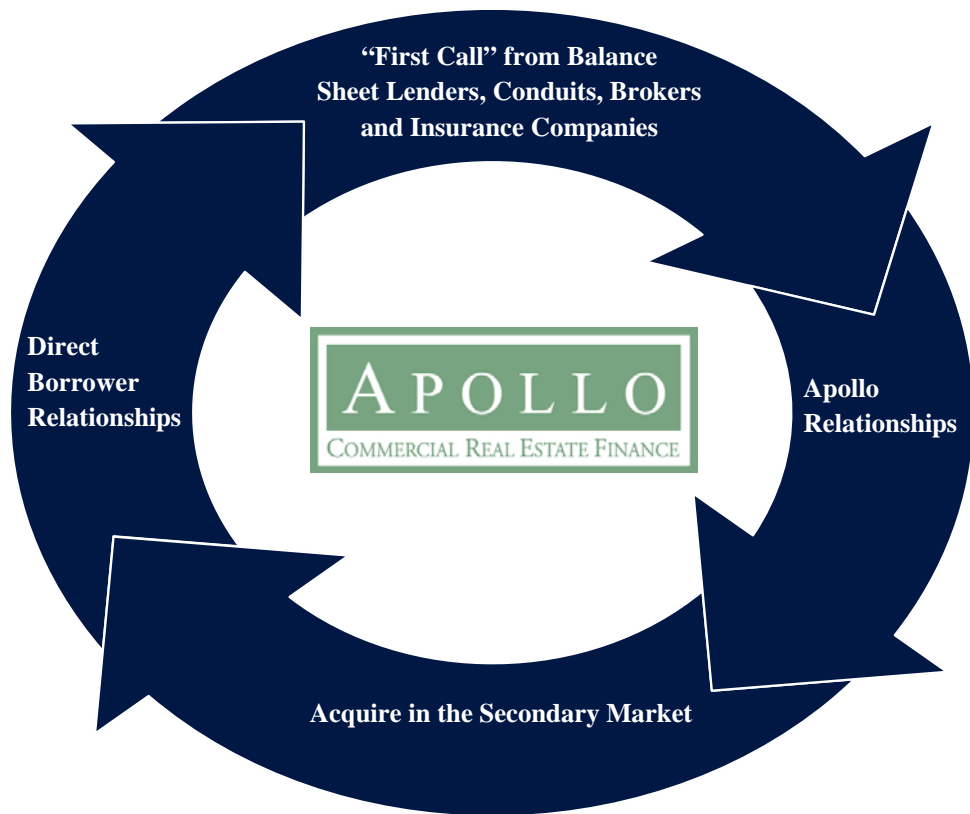 “First Call” from Balance
Sheet Lenders, Conduits, Brokers
and Insurance Companies
Direct
Borrower
Relationships
APOLLO
COMMERCIAL REAL ESTATE FINANCE
Apollo
Relationships
Acquire in the Secondary Market